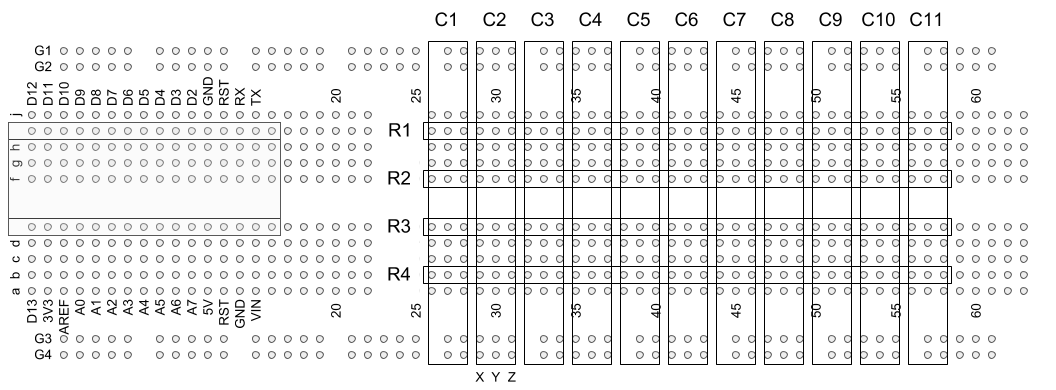 C1 C2 C3 C4 C5 C6 C7 C8 C9 C10 C11
G1
G2
D12 D11 D10 D9 D8 D7 D6 D5 D4 D3 D2 GND RST RX TX 20 25 30 35 40 45 50 55 60
j
R1
h
g
f
R2
R3
d
c
b
R4
a
D13 3V3 AREF A0 A1 A2 A3 A4 A5 A6 A7 5V RST GND VIN 20 25 30 35 40 45 50 55 60
G3
G4
X Y Z